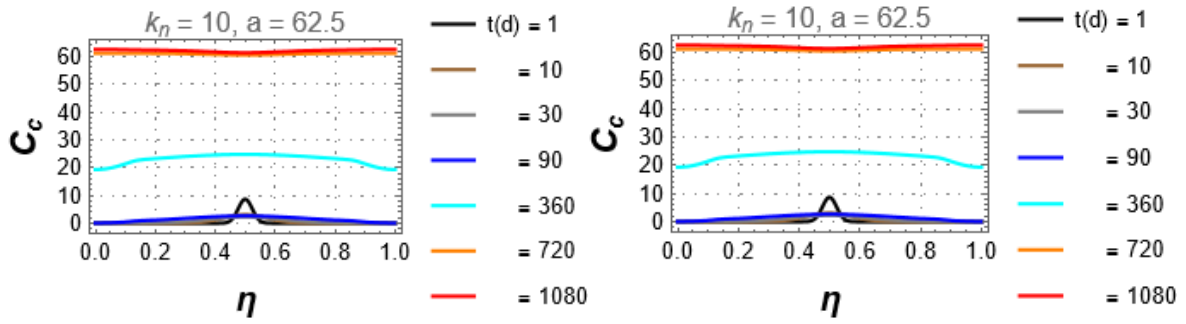 kₙ = 10, a = 62.5
C_c
60
50
40
30
20
10
0
0.0 0.2 0.4 0.6 0.8 1.0
η
t(d) = 1
= 10
= 30
= 90
= 360
= 720
= 1080
kₙ = 10, a = 62.5
C_c
60
50
40
30
20
10
0
0.0 0.2 0.4 0.6 0.8 1.0
η
t(d) = 1
= 10
= 30
= 90
= 360
= 720
= 1080